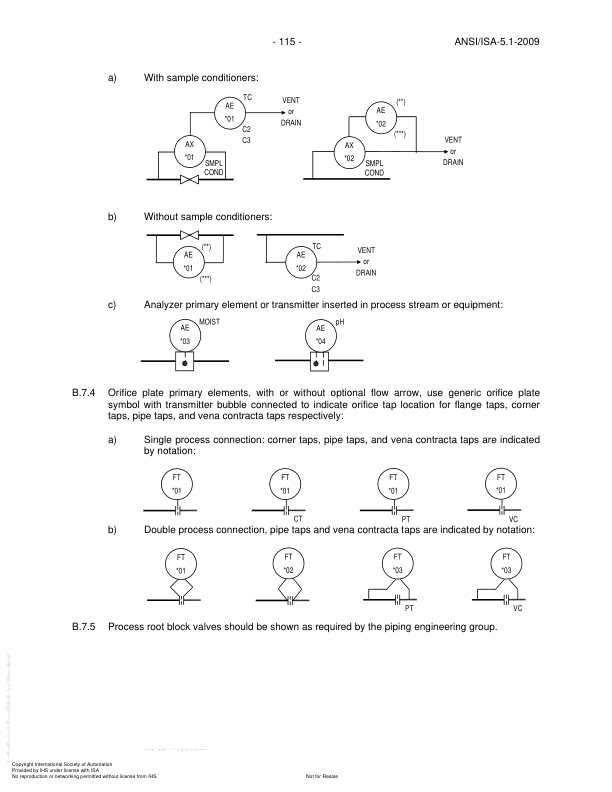 - 115 -
ANSI/ISA-5.1-2009
a) With sample conditioners:
AE
*01
TC
C2
C3
VENT
or
DRAIN
AX
*01
SMPL
COND
AE
*02
(**)
(***)
AX
*02
SMPL
COND
VENT
or
DRAIN
b) Without sample conditioners:
AE
*01
(**)
(***)
AE
*02
TC
C2
C3
VENT
or
DRAIN
c) Analyzer primary element or transmitter inserted in process stream or equipment:
AE
*03
MOIST
AE
*04
pH
B.7.4 Orifice plate primary elements, with or without optional flow arrow, use generic orifice plate
symbol with transmitter bubble connected to indicate orifice tap location for flange taps, corner
taps, pipe taps, and vena contracta taps respectively:
a) Single process connection: corner taps, pipe taps, and vena contracta taps are indicated
by notation:
FT
*01
FT
*01
CT
FT
*01
PT
FT
*01
VC
b) Double process connection, pipe taps and vena contracta taps are indicated by notation:
FT
*01
FT
*02
FT
*03
PT
FT
*03
VC
B.7.5 Process root block valves should be shown as required by the piping engineering group.
Copyright International Society of Automation
Provided by IHS under license with ISA
No reproduction or networking permitted without license from IHS
Not for Resale